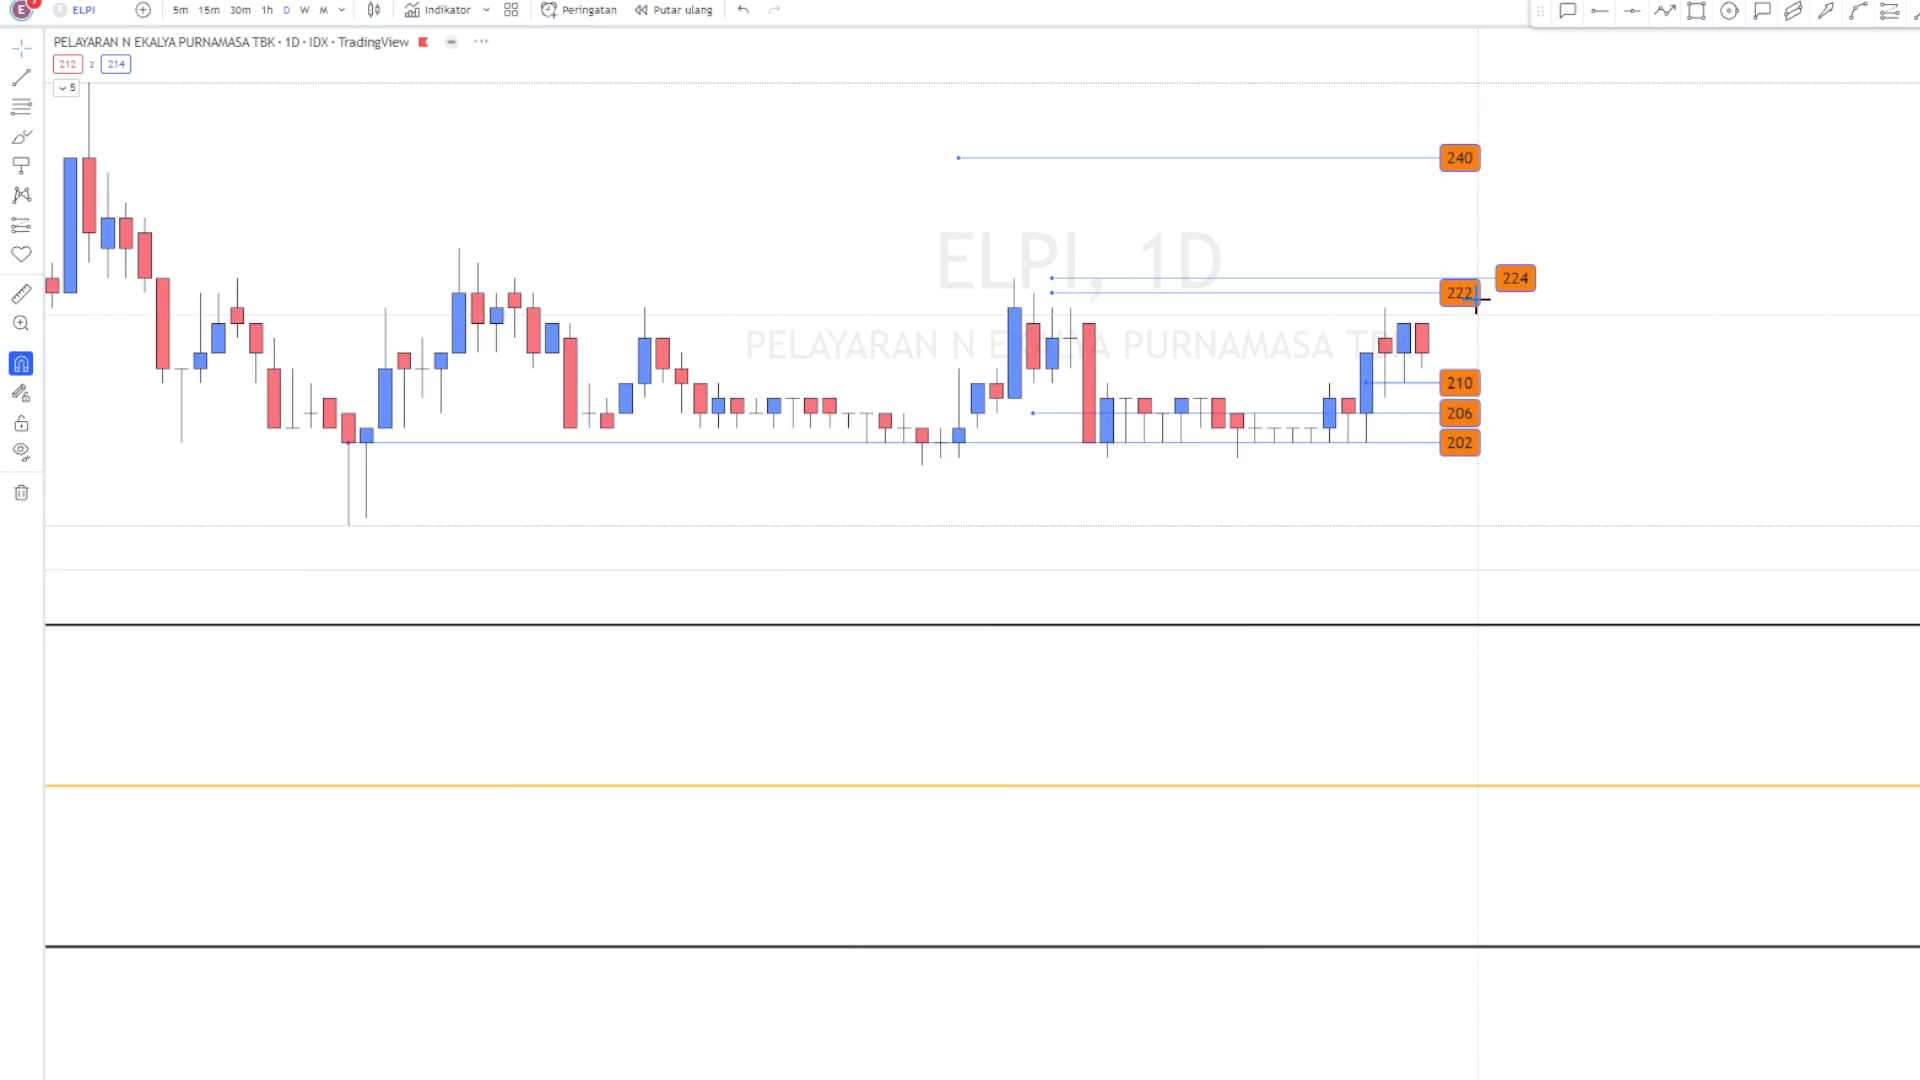 E 7 ELPI 5m 15m 30m 1h D W M Indikator Peringatan Putar ulang
PELAYARAN N EKALYA PURNAMASA TBK · 1D · IDX · TradingView
212 2 214
5
240
ELPI, 1D
224
222
PELAYARAN N EKALYA PURNAMASA TBK
210
206
202